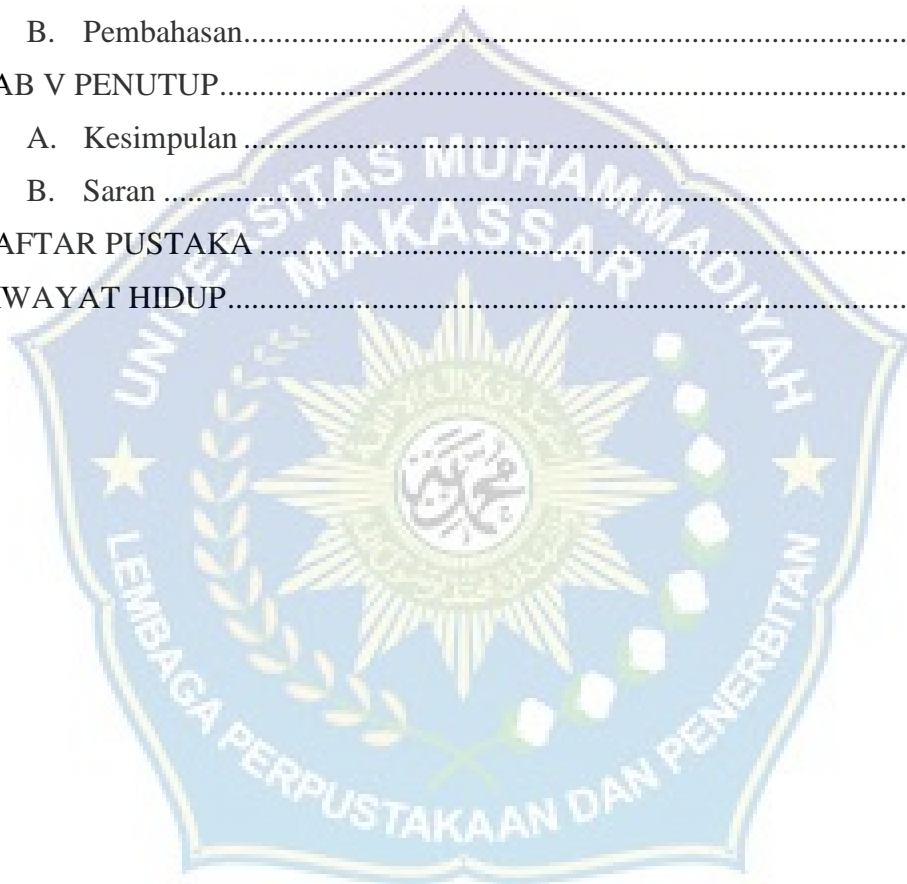 B. Pembahasan................................................................................
AB V PENUTUP................................................................................
A. Kesimpulan................................................................................
B. Saran................................................................................
AFTAR PUSTAKA................................................................................
WAYAT HIDUP................................................................................
UNIVERSITAS MUHAMMADIYAH
MAKASSAR
LEMBAGA PERPUSTAKAAN DAN PENERBITAN